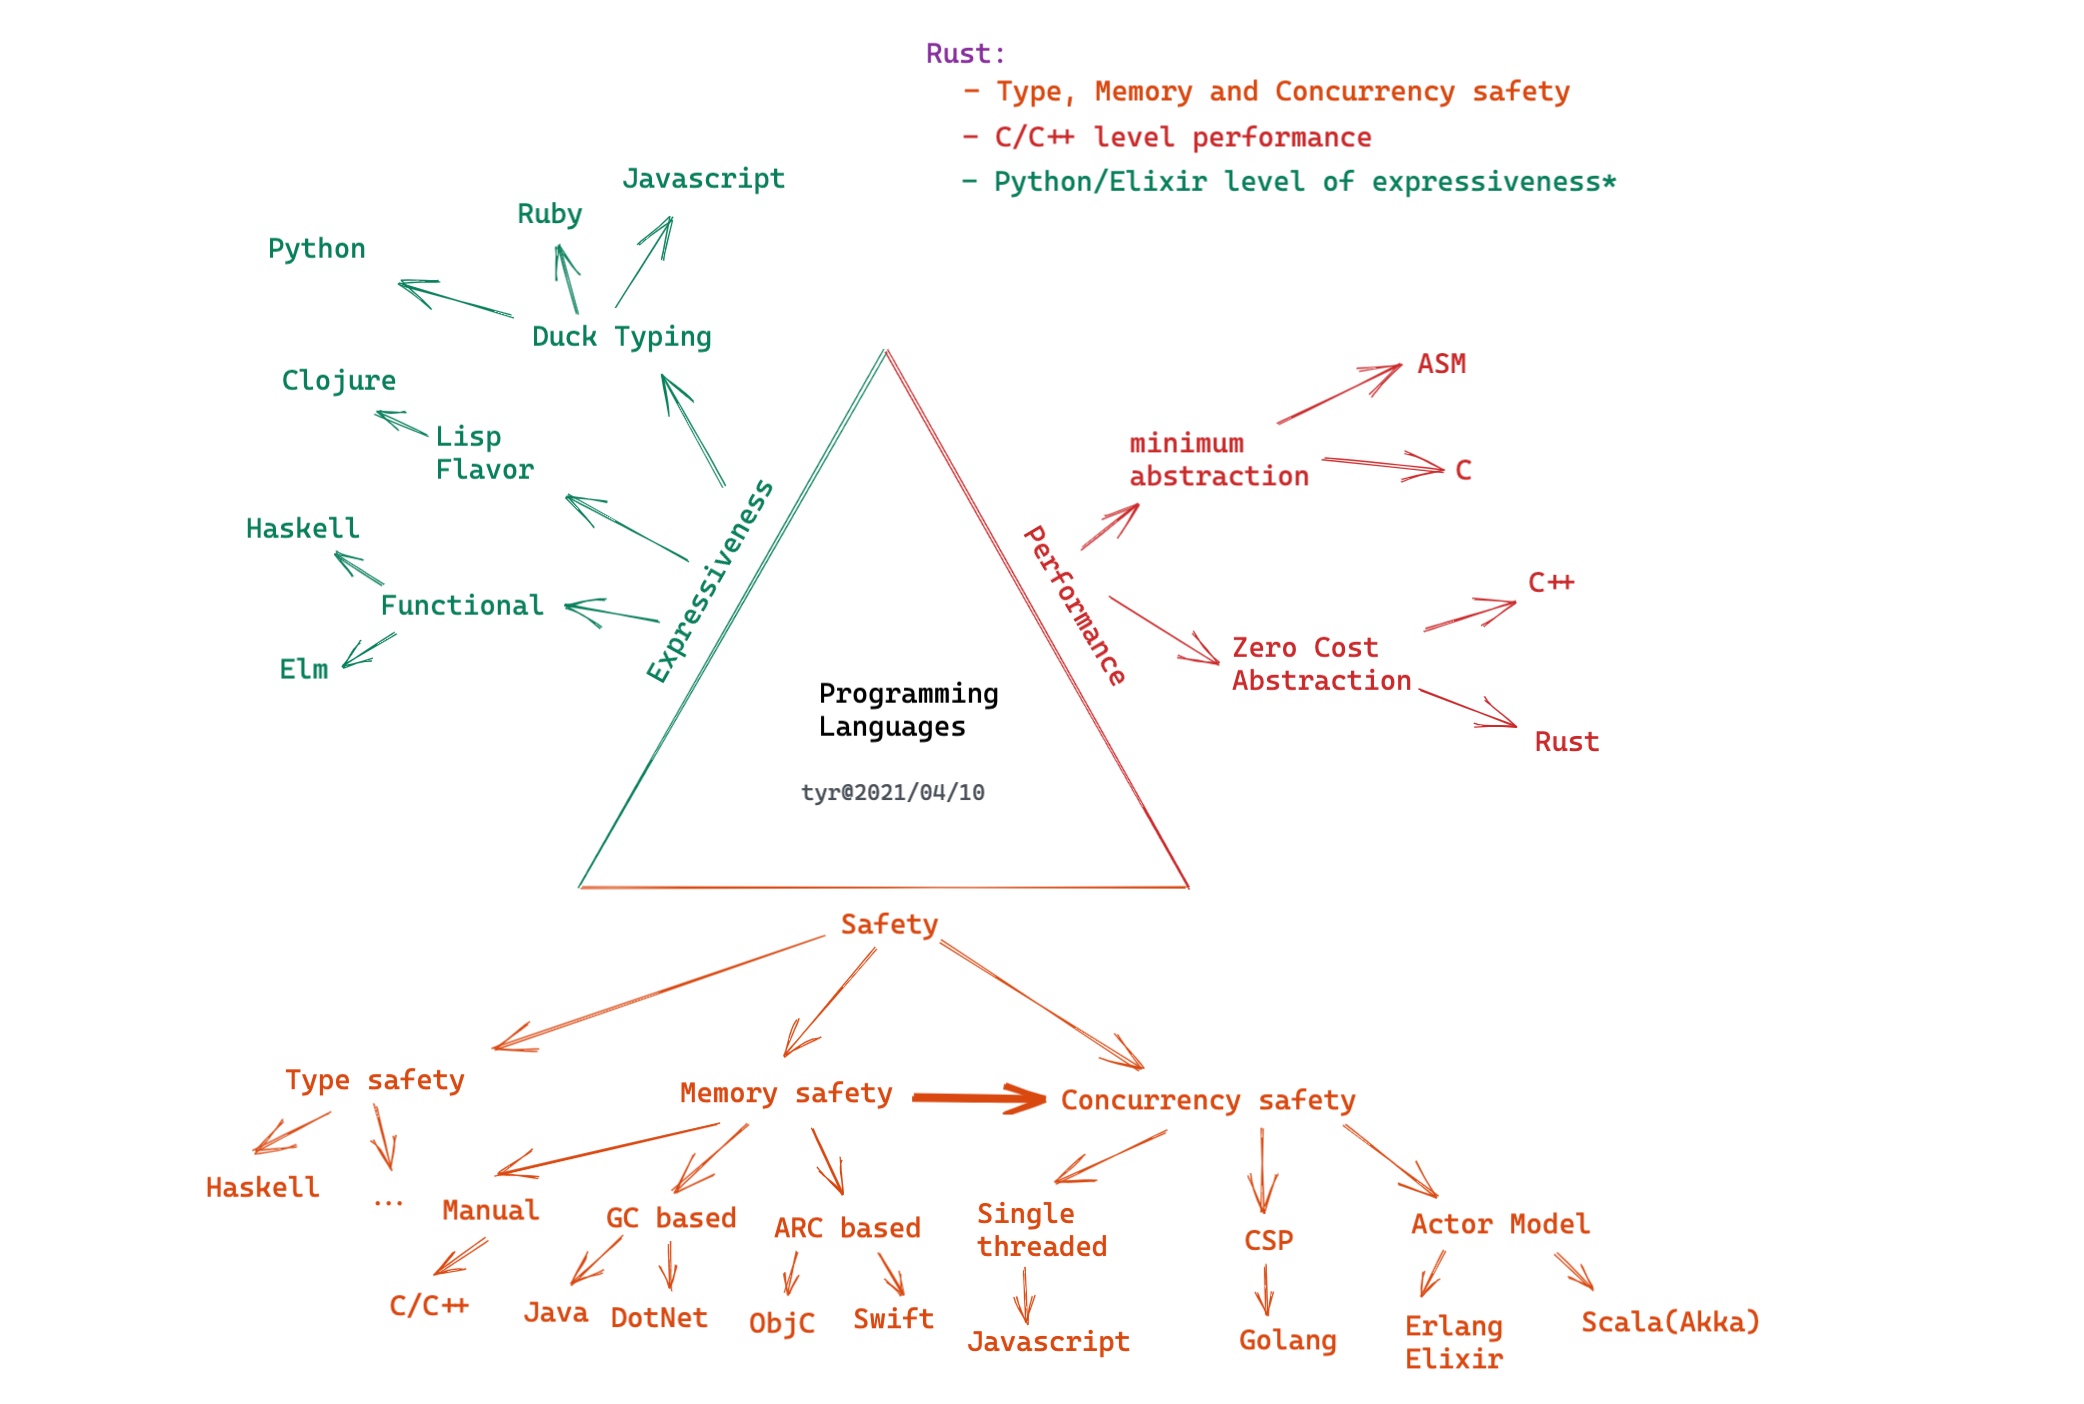 Rust:
- Type, Memory and Concurrency safety
- C/C++ level performance
- Python/Elixir level of expressiveness*
Javascript
Ruby
Python
Duck Typing
Clojure
Lisp
Flavor
Haskell
Functional
Elm
Expressiveness
Performance
minimum
abstraction
ASM
C
Zero Cost
Abstraction
C++
Rust
Programming
Languages
tyr@2021/04/10
Safety
Type safety
Memory safety
Concurrency safety
Haskell
...
Manual
GC based
ARC based
Single
threaded
CSP
Actor Model
C/C++
Java
DotNet
ObjC
Swift
Javascript
Golang
Erlang
Elixir
Scala(Akka)